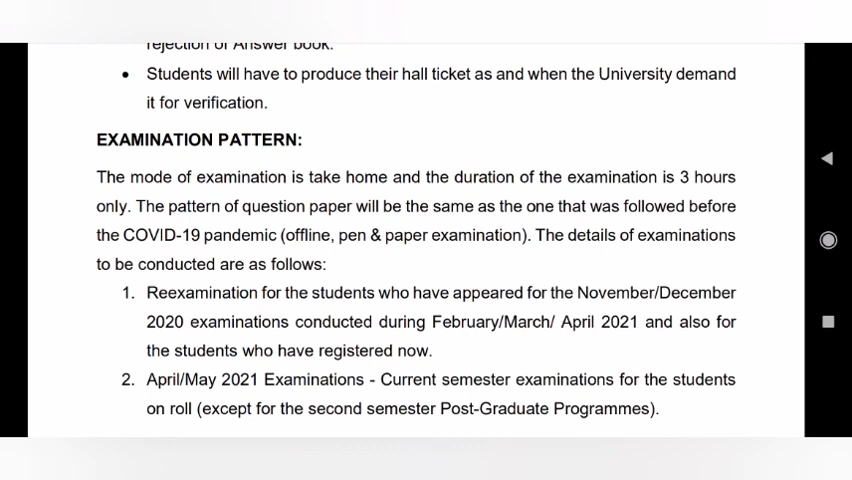 rejection of Answer book.
• Students will have to produce their hall ticket as and when the University demand
it for verification.
EXAMINATION PATTERN:
The mode of examination is take home and the duration of the examination is 3 hours
only. The pattern of question paper will be the same as the one that was followed before
the COVID-19 pandemic (offline, pen & paper examination). The details of examinations
to be conducted are as follows:
1. Reexamination for the students who have appeared for the November/December
2020 examinations conducted during February/March/ April 2021 and also for
the students who have registered now.
2. April/May 2021 Examinations - Current semester examinations for the students
on roll (except for the second semester Post-Graduate Programmes).